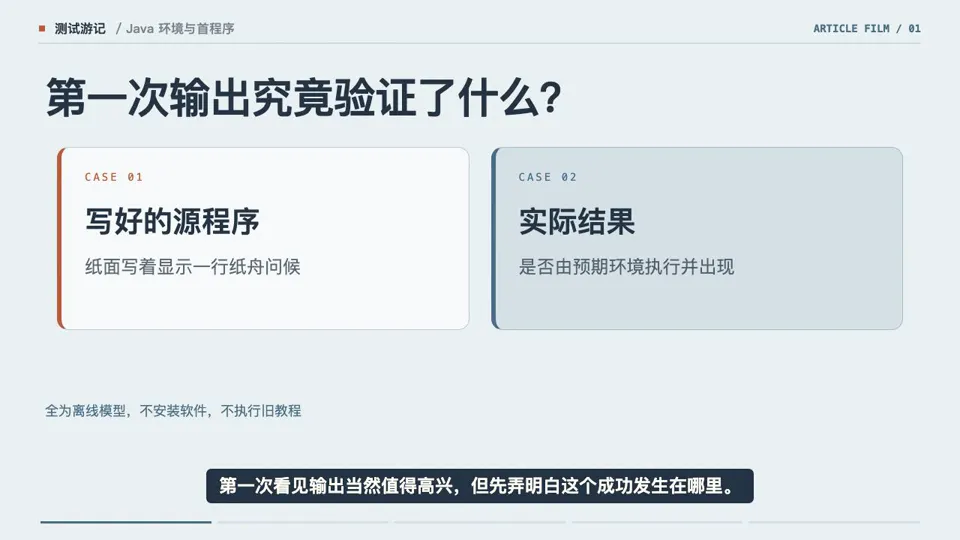 测试游记 / Java 环境与首程序
ARTICLE FILM / 01
第一次输出究竟验证了什么?
CASE 01
写好的源程序
纸面写着显示一行纸舟问候
CASE 02
实际结果
是否由预期环境执行并出现
全为离线模型，不安装软件，不执行旧教程
第一次看见输出当然值得高兴，但先弄明白这个成功发生在哪里。